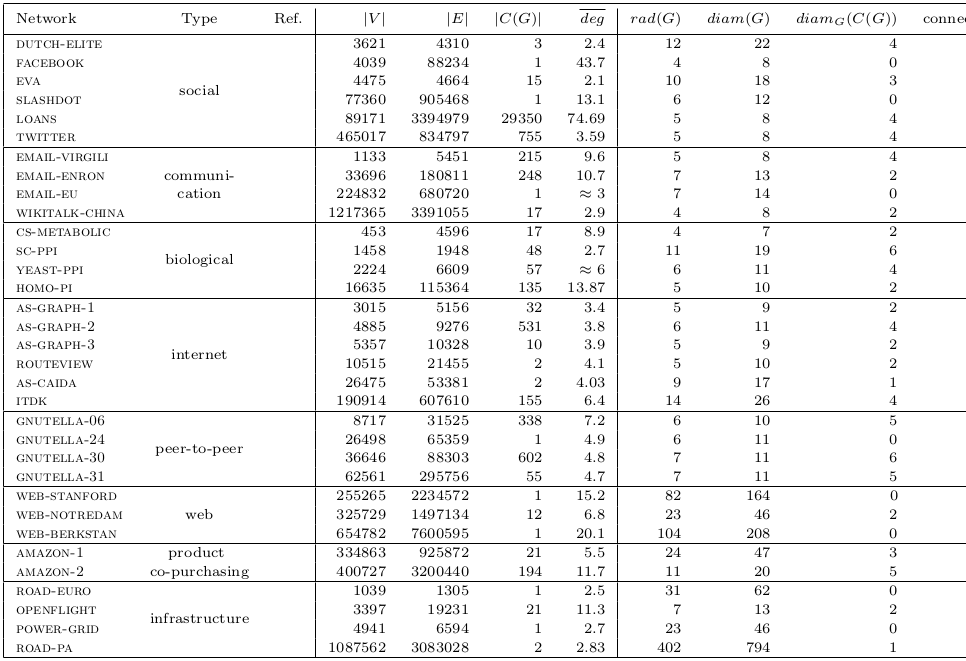 Network Type Ref. |V| |E| |C(G)| deg rad(G) diam(G) diam_G(C(G)) connec
DUTCH-ELITE 3621 4310 3 2.4 12 22 4
FACEBOOK 4039 88234 1 43.7 4 8 0
EVA 4475 4664 15 2.1 10 18 3
social
SLASHDOT 77360 905468 1 13.1 6 12 0
LOANS 89171 3394979 29350 74.69 5 8 4
TWITTER 465017 834797 755 3.59 5 8 4
EMAIL-VIRGILI 1133 5451 215 9.6 5 8 4
EMAIL-ENRON communi- 33696 180811 248 10.7 7 13 2
EMAIL-EU cation 224832 680720 1 ≈ 3 7 14 0
WIKITALK-CHINA 1217365 3391055 17 2.9 4 8 2
CS-METABOLIC 453 4596 17 8.9 4 7 2
SC-PPI 1458 1948 48 2.7 11 19 6
biological
YEAST-PPI 2224 6609 57 ≈ 6 6 11 4
HOMO-PI 16635 115364 135 13.87 5 10 2
AS-GRAPH-1 3015 5156 32 3.4 5 9 2
AS-GRAPH-2 4885 9276 531 3.8 6 11 4
AS-GRAPH-3 5357 10328 10 3.9 5 9 2
internet
ROUTEVIEW 10515 21455 2 4.1 5 10 2
AS-CAIDA 26475 53381 2 4.03 9 17 1
ITDK 190914 607610 155 6.4 14 26 4
GNUTELLA-06 8717 31525 338 7.2 6 10 5
GNUTELLA-24 26498 65359 1 4.9 6 11 0
peer-to-peer
GNUTELLA-30 36646 88303 602 4.8 7 11 6
GNUTELLA-31 62561 295756 55 4.7 7 11 5
WEB-STANFORD 255265 2234572 1 15.2 82 164 0
WEB-NOTREDAM web 325729 1497134 12 6.8 23 46 2
WEB-BERKSTAN 654782 7600595 1 20.1 104 208 0
AMAZON-1 product 334863 925872 21 5.5 24 47 3
AMAZON-2 co-purchasing 400727 3200440 194 11.7 11 20 5
ROAD-EURO 1039 1305 1 2.5 31 62 0
OPENFLIGHT 3397 19231 21 11.3 7 13 2
infrastructure
POWER-GRID 4941 6594 1 2.7 23 46 0
ROAD-PA 1087562 3083028 2 2.83 402 794 1